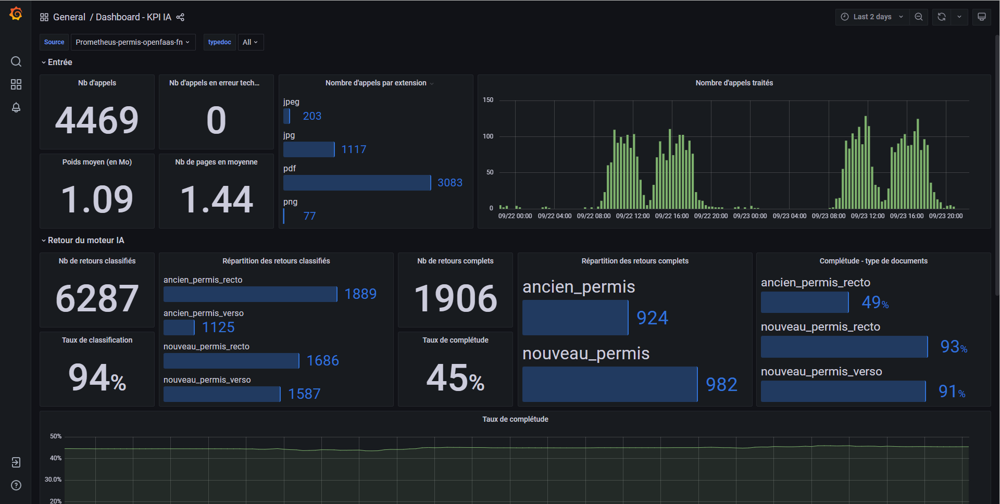 General / Dashboard - KPI IA
Last 2 days
Source Prometheus-permis-openfaas-fn typedoc All
Entrée
Nb d'appels
4469
Nb d'appels en erreur tech...
0
Poids moyen (en Mo)
1.09
Nb de pages en moyenne
1.44
Nombre d'appels par extension
jpeg
203
jpg
1117
pdf
3083
png
77
Nombre d'appels traités
150
100
50
0
09/22 00:00 09/22 04:00 09/22 08:00 09/22 12:00 09/22 16:00 09/22 20:00 09/23 00:00 09/23 04:00 09/23 08:00 09/23 12:00 09/23 16:00 09/23 20:00
Retour du moteur IA
Nb de retours classifiés
6287
Taux de classification
94%
Répartition des retours classifiés
ancien_permis_recto
1889
ancien_permis_verso
1125
nouveau_permis_recto
1686
nouveau_permis_verso
1587
Nb de retours complets
1906
Taux de complétude
45%
Répartition des retours complets
ancien_permis
924
nouveau_permis
982
Complétude - type de documents
ancien_permis_recto
49%
nouveau_permis_recto
93%
nouveau_permis_verso
91%
Taux de complétude
50%
40%
30.0%
20%